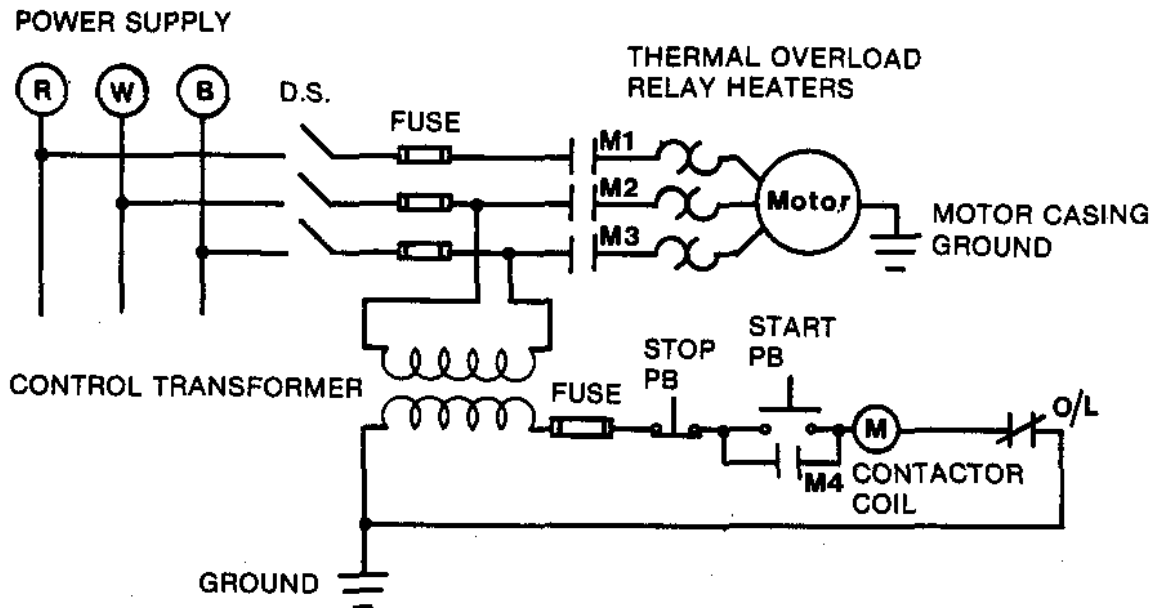 POWER SUPPLY
R W B
D.S.
FUSE
THERMAL OVERLOAD
RELAY HEATERS
M1
M2
M3
Motor
MOTOR CASING
GROUND
CONTROL TRANSFORMER
FUSE
STOP
PB
START
PB
M
O/L
M4
CONTACTOR
COIL
GROUND